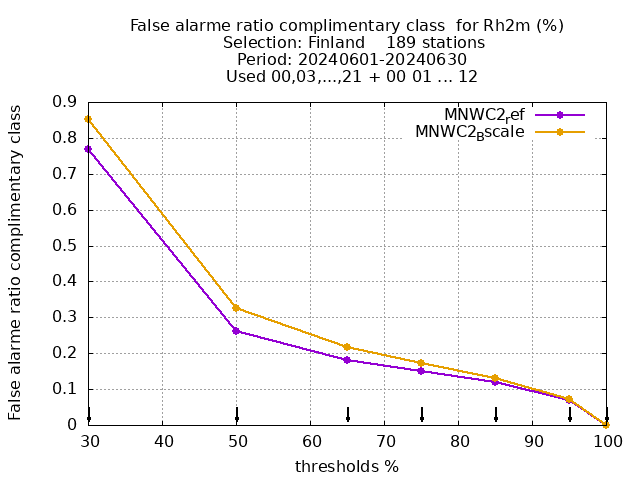 False alarme ratio complimentary class  for Rh2m (%)
Selection: Finland    189 stations
Period: 20240601-20240630
Used 00,03,...,21 + 00 01 ... 12
False alarme ratio complimentary class
0.9
0.8
0.7
0.6
0.5
0.4
0.3
0.2
0.1
0
MNWC2ref
MNWC2Bscale
30 40 50 60 70 80 90 100
thresholds %